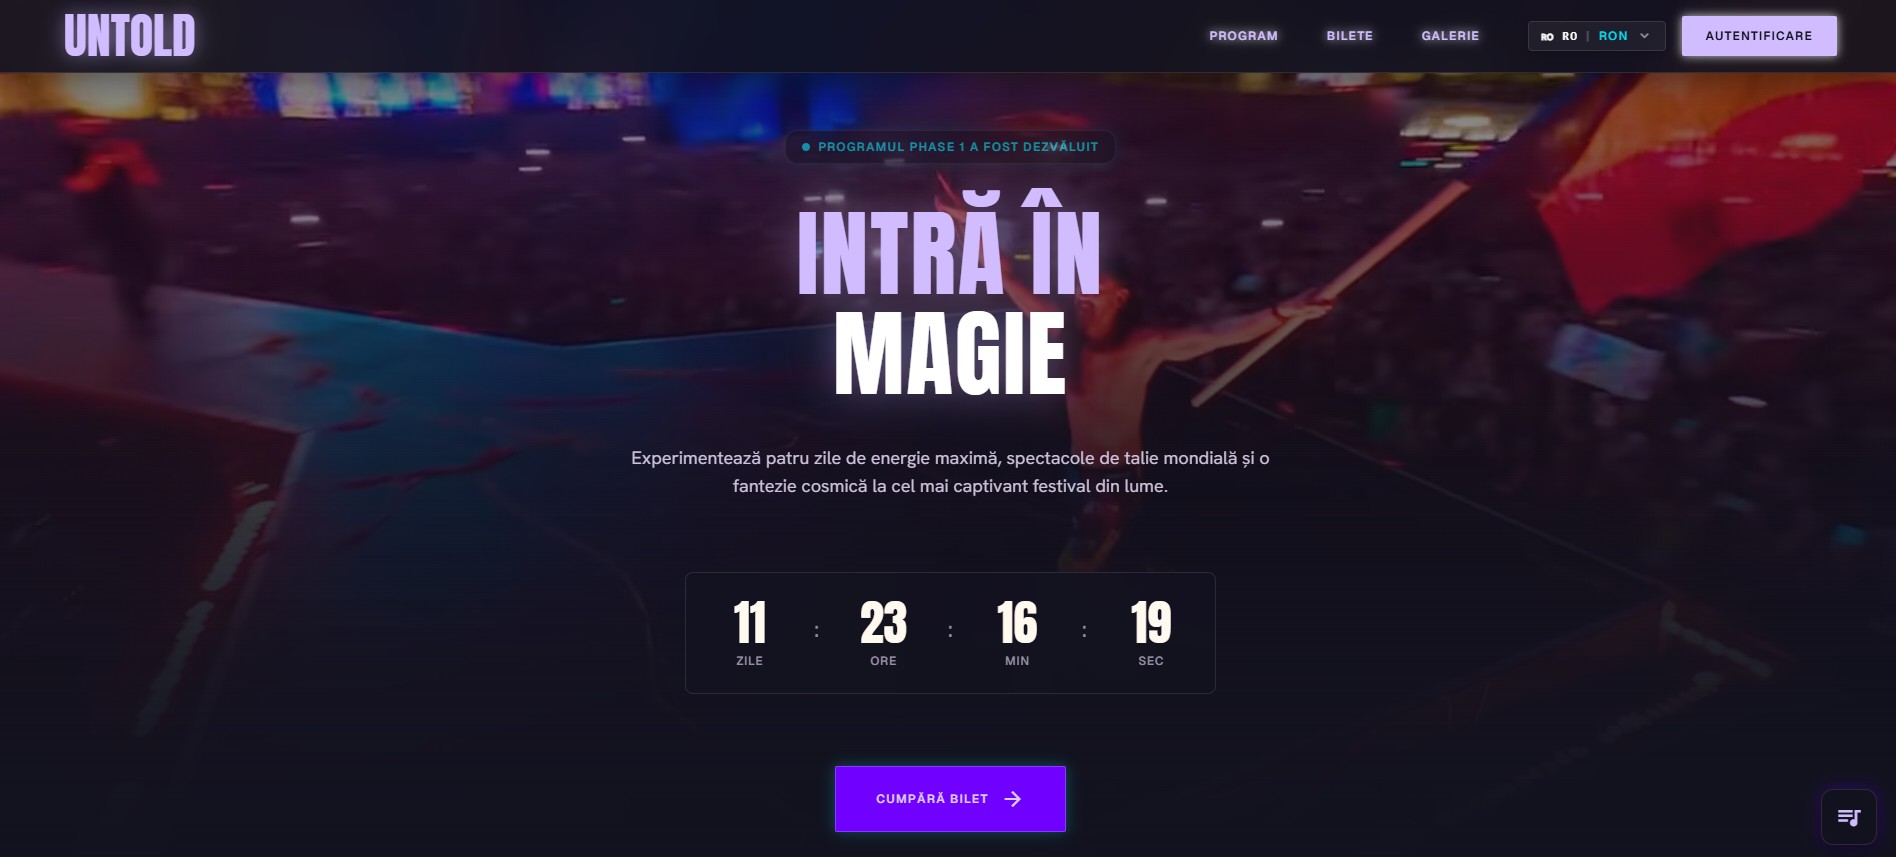 UNTOLD
PROGRAM BILETE GALERIE RO RO | RON AUTENTIFICARE
PROGRAMUL PHASE 1 A FOST DEZVĂLUIT
INTRĂ ÎN
MAGIE
Experimentează patru zile de energie maximă, spectacole de talie mondială și o
fantezie cosmică la cel mai captivant festival din lume.
11 : 23 : 16 : 19
ZILE ORE MIN SEC
CUMPĂRĂ BILET